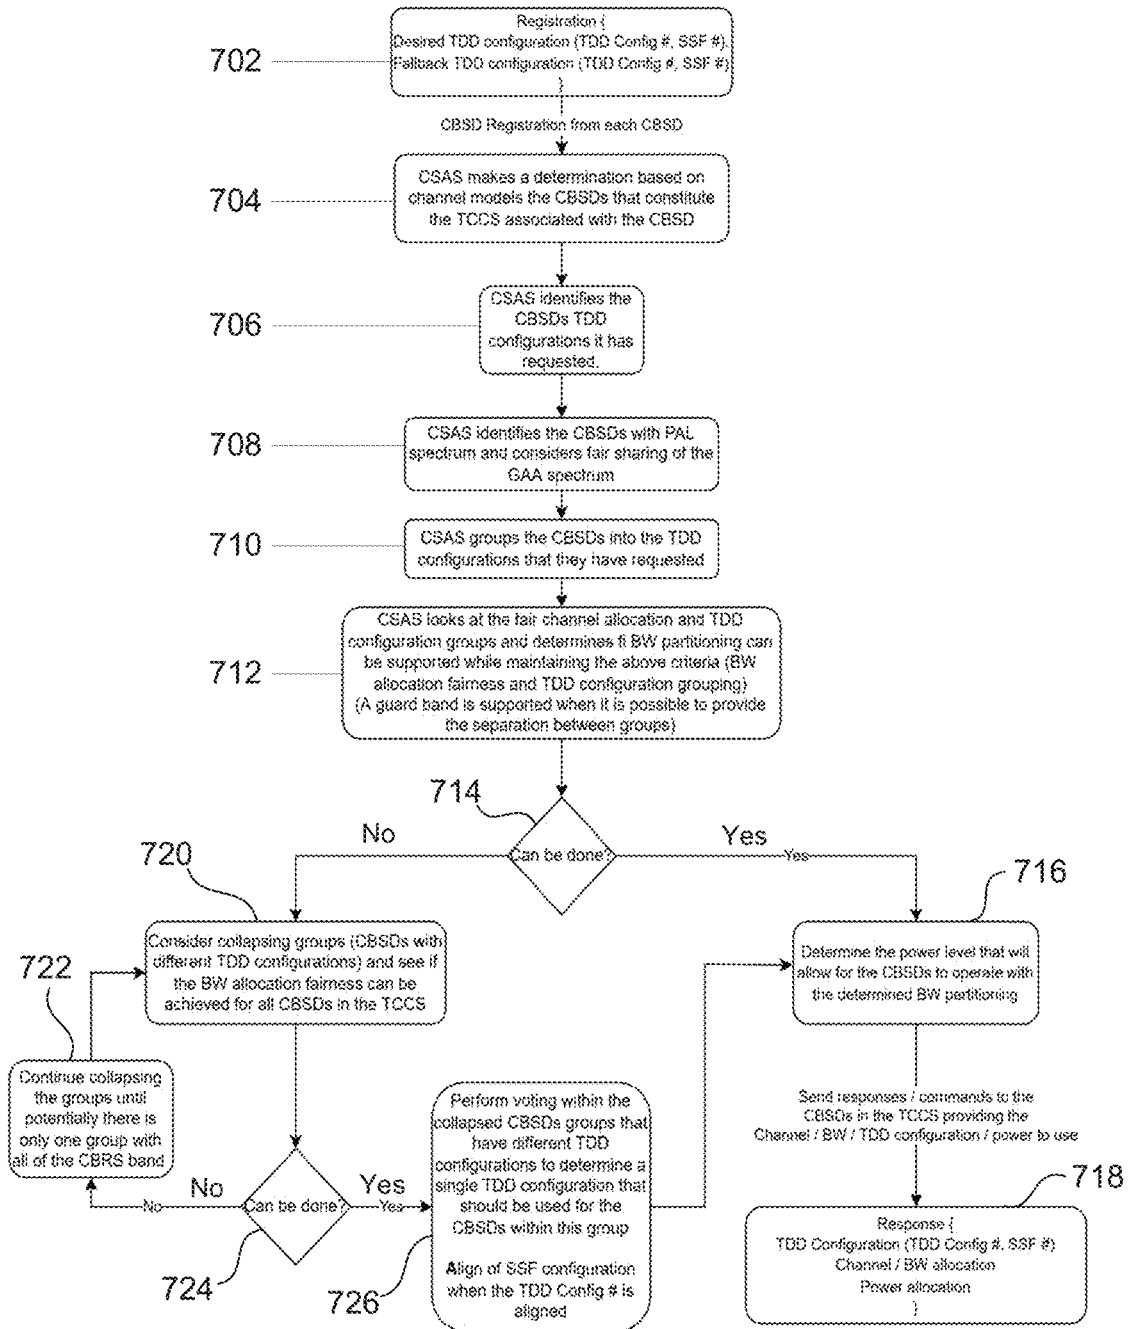 Registration {
Desired TDD configuration (TDD Config #, SSF #),
Fallback TDD configuration (TDD Config #, SSF #)
}
702
CBSD Registration from each CBSD
CSAS makes a determination based on
channel models the CBSDs that constitute
the TCCS associated with the CBSD
704
CSAS identifies the
CBSDs TDD
configurations it has
requested.
706
CSAS identifies the CBSDs with PAL
spectrum and considers fair sharing of the
GAA spectrum
708
CSAS groups the CBSDs into the TDD
configurations that they have requested
710
CSAS looks at the fair channel allocation and TDD
configuration groups and determines fi BW partitioning can
be supported while maintaining the above criteria (BW
allocation fairness and TDD configuration grouping)
(A guard band is supported when it is possible to provide
the separation between groups)
712
714
Can be done?
No
Yes
Yes
720
Consider collapsing groups (CBSDs with
different TDD configurations) and see if
the BW allocation fairness can be
achieved for all CBSDs in the TCCS
716
Determine the power level that will
allow for the CBSDs to operate with
the determined BW partitioning
722
Continue collapsing
the groups until
potentially there is
only one group with
all of the CBRS band
No
No
Can be done?
724
Yes
Yes
Perform voting within the
collapsed CBSDs groups that
have different TDD
configurations to determine a
single TDD configuration that
should be used for the
CBSDs within this group
Align of SSF configuration
when the TDD Config # is
aligned
726
Send responses / commands to the
CBSDs in the TCCS providing the
Channel / BW / TDD configuration / power to use
718
Response {
TDD Configuration (TDD Config #, SSF #)
Channel / BW allocation
Power allocation
}